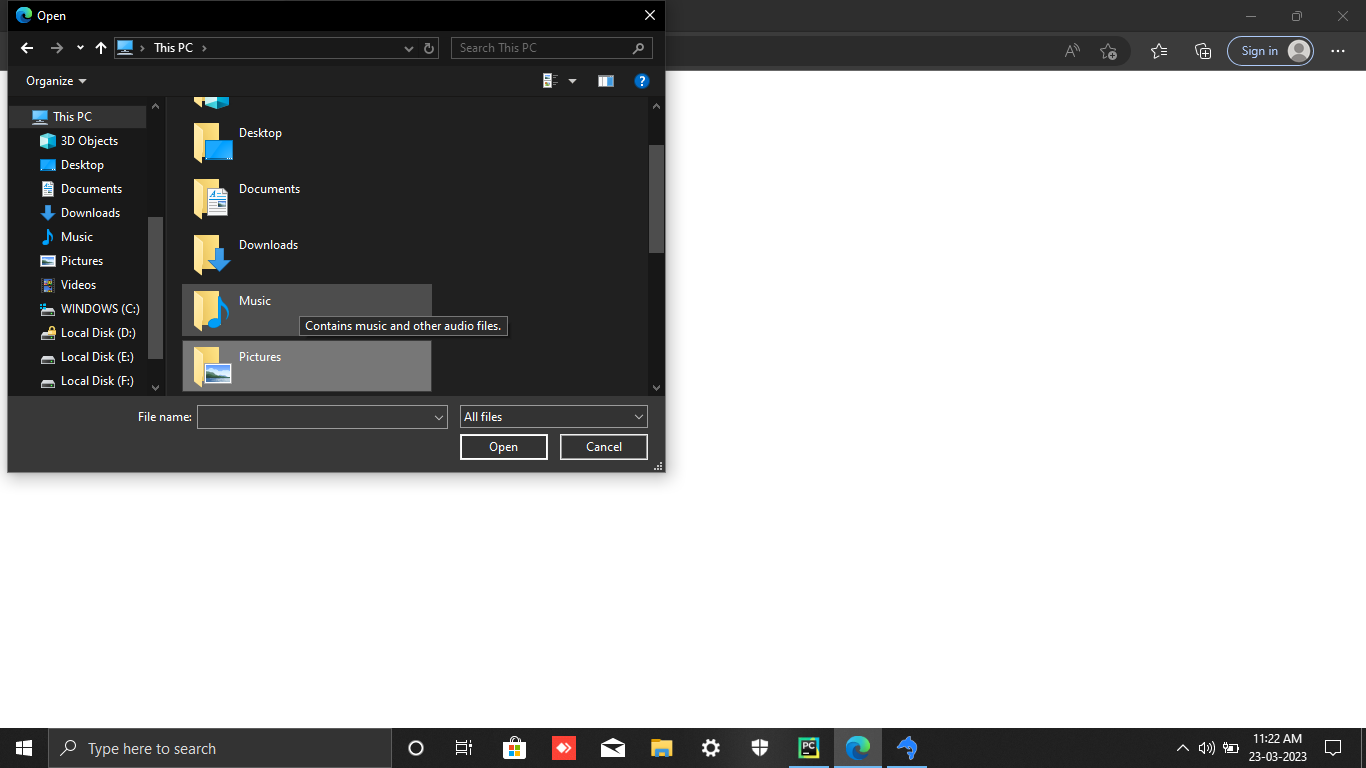 Open
This PC
Search This PC
Sign in
Organize
This PC
3D Objects
Desktop
Documents
Downloads
Music
Pictures
Videos
WINDOWS (C:)
Local Disk (D:)
Local Disk (E:)
Local Disk (F:)
Desktop
Documents
Downloads
Music
Contains music and other audio files.
Pictures
File name:
All files
Open
Cancel
Type here to search
PC
11:22 AM
23-03-2023